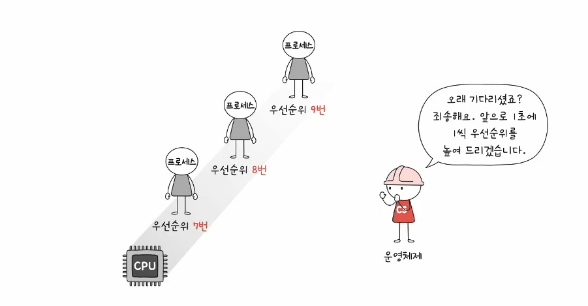 프로세스
우선순위 9번
프로세스
우선순위 8번
프로세스
우선순위 7번
CPU
오래 기다리셨죠?
죄송해요. 앞으로 1초에
1씩 우선순위를
높여 드리겠습니다.
운영체제